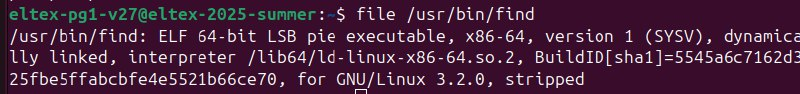 eltex-pg1-v27@eltex-2025-summer:~$ file /usr/bin/find
/usr/bin/find: ELF 64-bit LSB pie executable, x86-64, version 1 (SYSV), dynamica
lly linked, interpreter /lib64/ld-linux-x86-64.so.2, BuildID[sha1]=5545a6c7162d3
25fbe5ffabcbfe4e5521b66ce70, for GNU/Linux 3.2.0, stripped